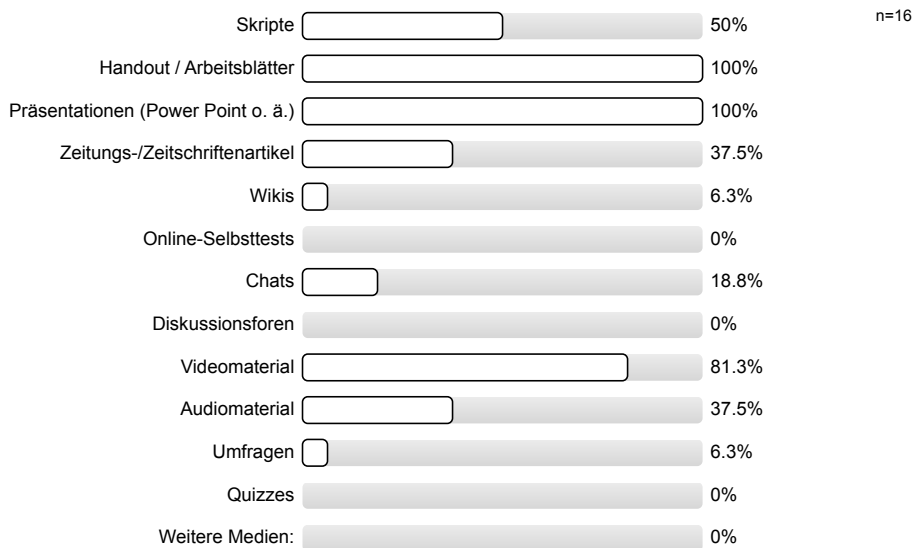 n=16
Skripte 50%
Handout / Arbeitsblätter 100%
Präsentationen (Power Point o. ä.) 100%
Zeitungs-/Zeitschriftenartikel 37.5%
Wikis 6.3%
Online-Selbsttests 0%
Chats 18.8%
Diskussionsforen 0%
Videomaterial 81.3%
Audiomaterial 37.5%
Umfragen 6.3%
Quizzes 0%
Weitere Medien: 0%